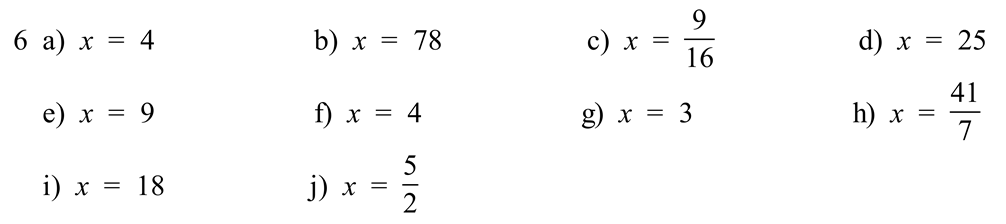 6 a) x = 4 b) x = 78 c) x = 9/16 d) x = 25
e) x = 9 f) x = 4 g) x = 3 h) x = 41/7
i) x = 18 j) x = 5/2